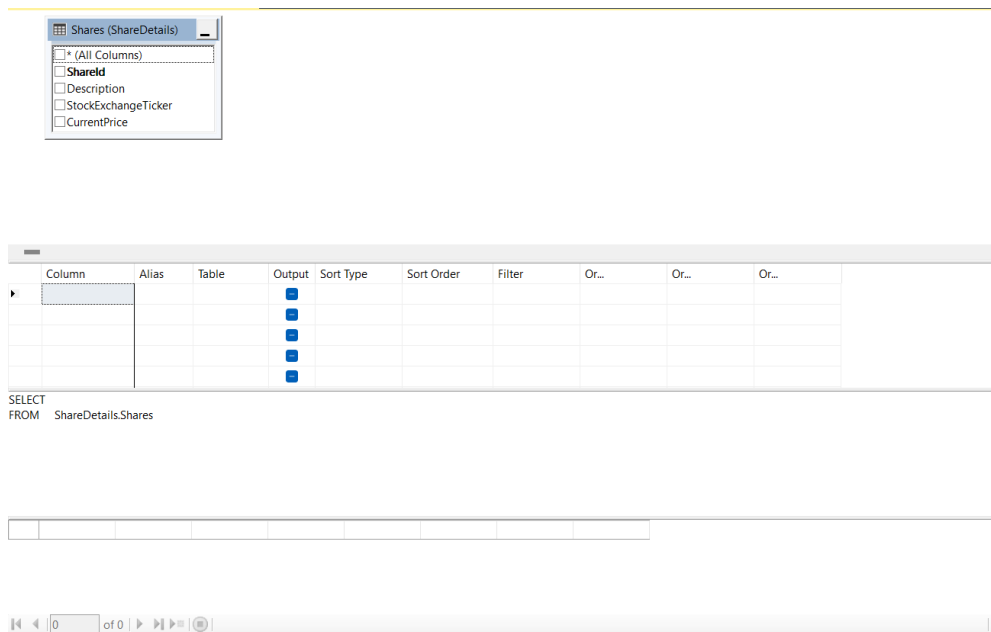 Shares (ShareDetails)
* (All Columns)
ShareId
Description
StockExchangeTicker
CurrentPrice
Column Alias Table Output Sort Type Sort Order Filter Or... Or... Or...
SELECT
FROM ShareDetails.Shares
0 of 0